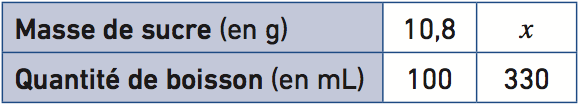 Masse de sucre (en g) 10,8 x
Quantité de boisson (en mL) 100 330